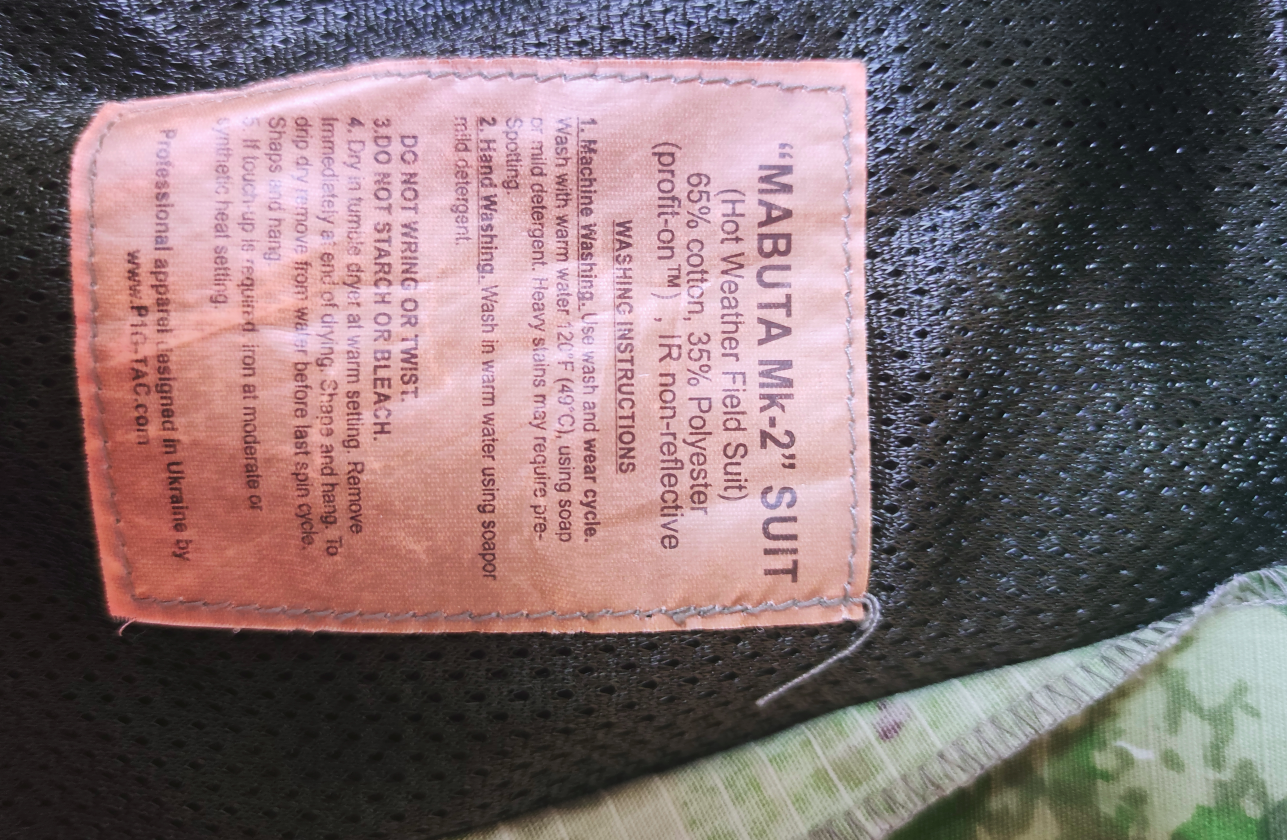 “MABUTA Mk-2” SUIT
(Hot Weather Field Suit)
65% cotton, 35% Polyester
(profit-on™) , IR non-reflective
WASHING INSTRUCTIONS
1. Machine Washing. Use wash and wear cycle.
Wash with warm water 120°F (49°C), using soap
or mild detergent. Heavy stains may require pre-
Spotting.
2. Hand Washing. Wash in warm water using soapor
mild detergent.
DO NOT WRING OR TWIST.
3.DO NOT STARCH OR BLEACH.
4. Dry in tumble dryer at warm setting. Remove
Immediately at end of drying. Shape and hang. To
drip dry remove from water before last spin cycle.
Shaps and hang
5. If touch-up is required iron at moderate or
synthetic heat setting.
Professional apparel designed in Ukraine by
www.P1G-TAC.com